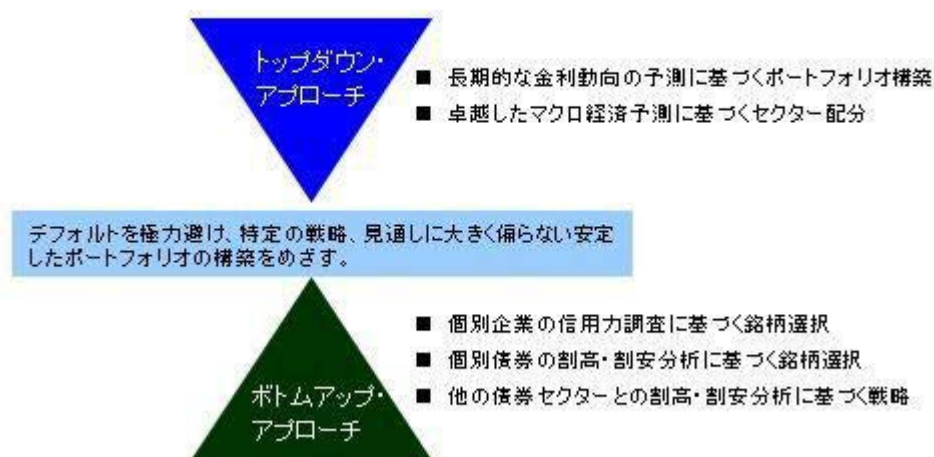 トップダウン・
アプローチ
■ 長期的な金利動向の予測に基づくポートフォリオ構築
■ 卓越したマクロ経済予測に基づくセクター配分
デフォルトを極力避け、特定の戦略、見通しに大きく偏らない安定
したポートフォリオの構築をめざす。
■ 個別企業の信用力調査に基づく銘柄選択
■ 個別債券の割高・割安分析に基づく銘柄選択
■ 他の債券セクターとの割高・割安分析に基づく戦略
ボトムアップ・
アプローチ